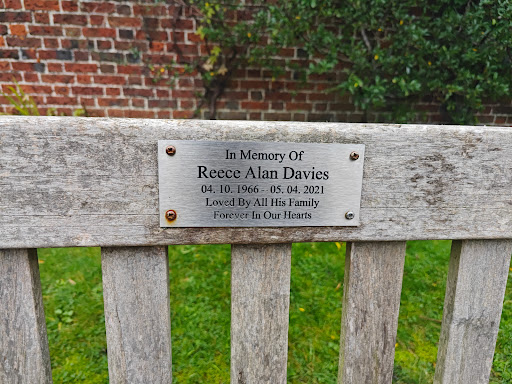 In Memory Of
Reece Alan Davies
04. 10. 1966 - 05. 04. 2021
Loved By All His Family
Forever In Our Hearts